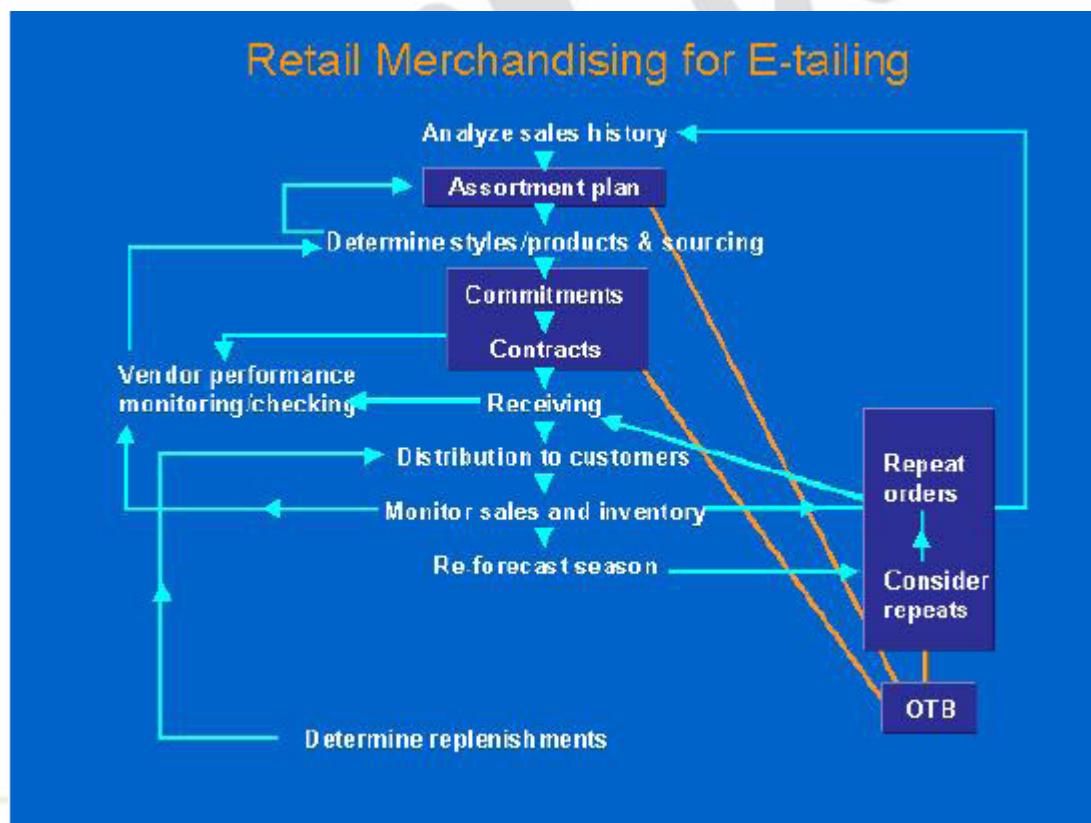 Retail Merchandising for E-tailing
Analyze sales history
Assortment plan
Determine styles/products & sourcing
Commitments
Contracts
Vendor performance
monitoring/checking
Receiving
Distribution to customers
Monitor sales and inventory
Re-forecast season
Repeat
orders
Consider
repeats
OTB
Determine replenishments